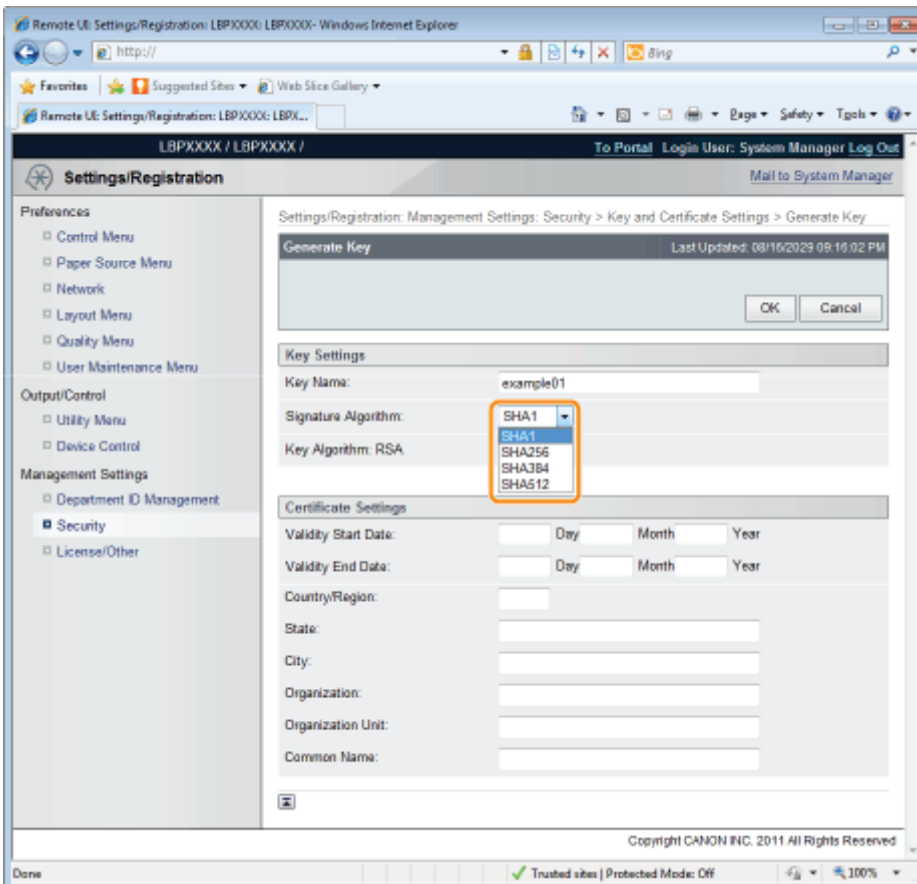 Remote UI: Settings/Registration: LBPXXXX: LBPXXXX- Windows Internet Explorer
http://
Bing
Favorites Suggested Sites Web Slice Gallery
Remote UI: Settings/Registration: LBPXXXX: LBPX... Page Safety Tools
LBPXXXX / LBPXXXX / To Portal Login User: System Manager Log Out
Settings/Registration Mail to System Manager
Preferences
Control Menu
Paper Source Menu
Network
Layout Menu
Quality Menu
User Maintenance Menu
Output/Control
Utility Menu
Device Control
Management Settings
Department ID Management
Security
License/Other
Settings/Registration: Management Settings: Security > Key and Certificate Settings > Generate Key
Generate Key Last Updated: 08/16/2029 09:16:02 PM
OK Cancel
Key Settings
Key Name: example01
Signature Algorithm: SHA1
SHA1
SHA256
SHA384
SHA512
Key Algorithm: RSA
Certificate Settings
Validity Start Date: Day Month Year
Validity End Date: Day Month Year
Country/Region:
State:
City:
Organization:
Organization Unit:
Common Name:
Copyright CANON INC. 2011 All Rights Reserved
Done Trusted sites | Protected Mode: Off 100%